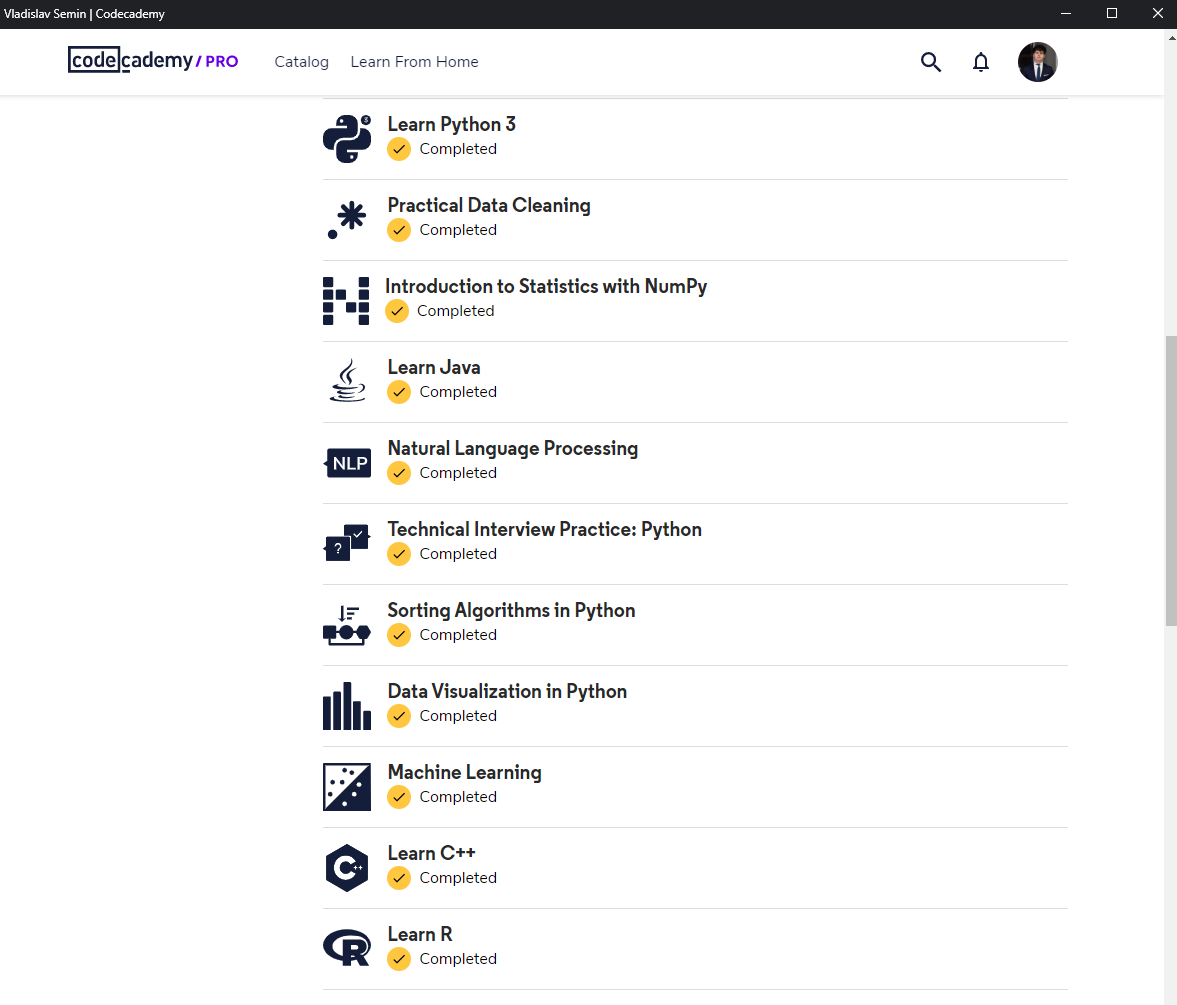 Vladislav Semin | Codecademy
codecademy / PRO
Catalog
Learn From Home
Learn Python 3
Completed
Practical Data Cleaning
Completed
Introduction to Statistics with NumPy
Completed
Learn Java
Completed
NLP
Natural Language Processing
Completed
?
Technical Interview Practice: Python
Completed
Sorting Algorithms in Python
Completed
Data Visualization in Python
Completed
Machine Learning
Completed
C++
Learn C++
Completed
R
Learn R
Completed